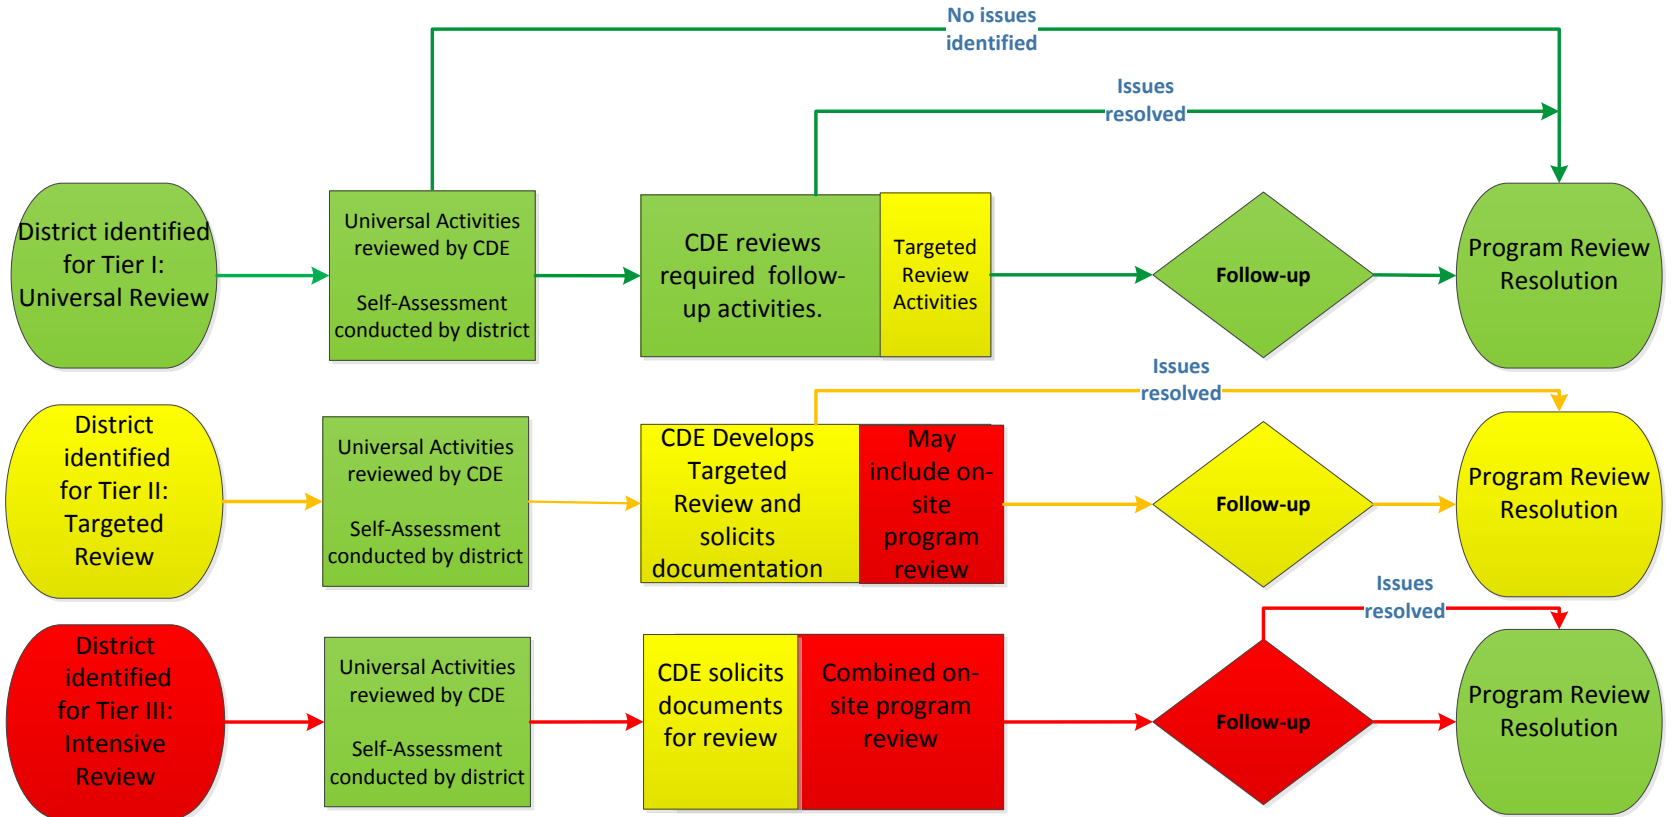 No issues
identified
Issues
resolved
District identified
for Tier I:
Universal Review
Universal Activities
reviewed by CDE
Self-Assessment
conducted by district
CDE reviews
required follow-
up activities.
Targeted
Review
Activities
Follow-up
Program Review
Resolution
Issues
resolved
District
identified
for Tier II:
Targeted
Review
Universal Activities
reviewed by CDE
Self-Assessment
conducted by district
CDE Develops
Targeted
Review and
solicits
documentation
May
include on-
site
program
review
Follow-up
Program Review
Resolution
Issues
resolved
District
identified
for Tier III:
Intensive
Review
Universal Activities
reviewed by CDE
Self-Assessment
conducted by district
CDE solicits
documents
for review
Combined on-
site program
review
Follow-up
Program Review
Resolution